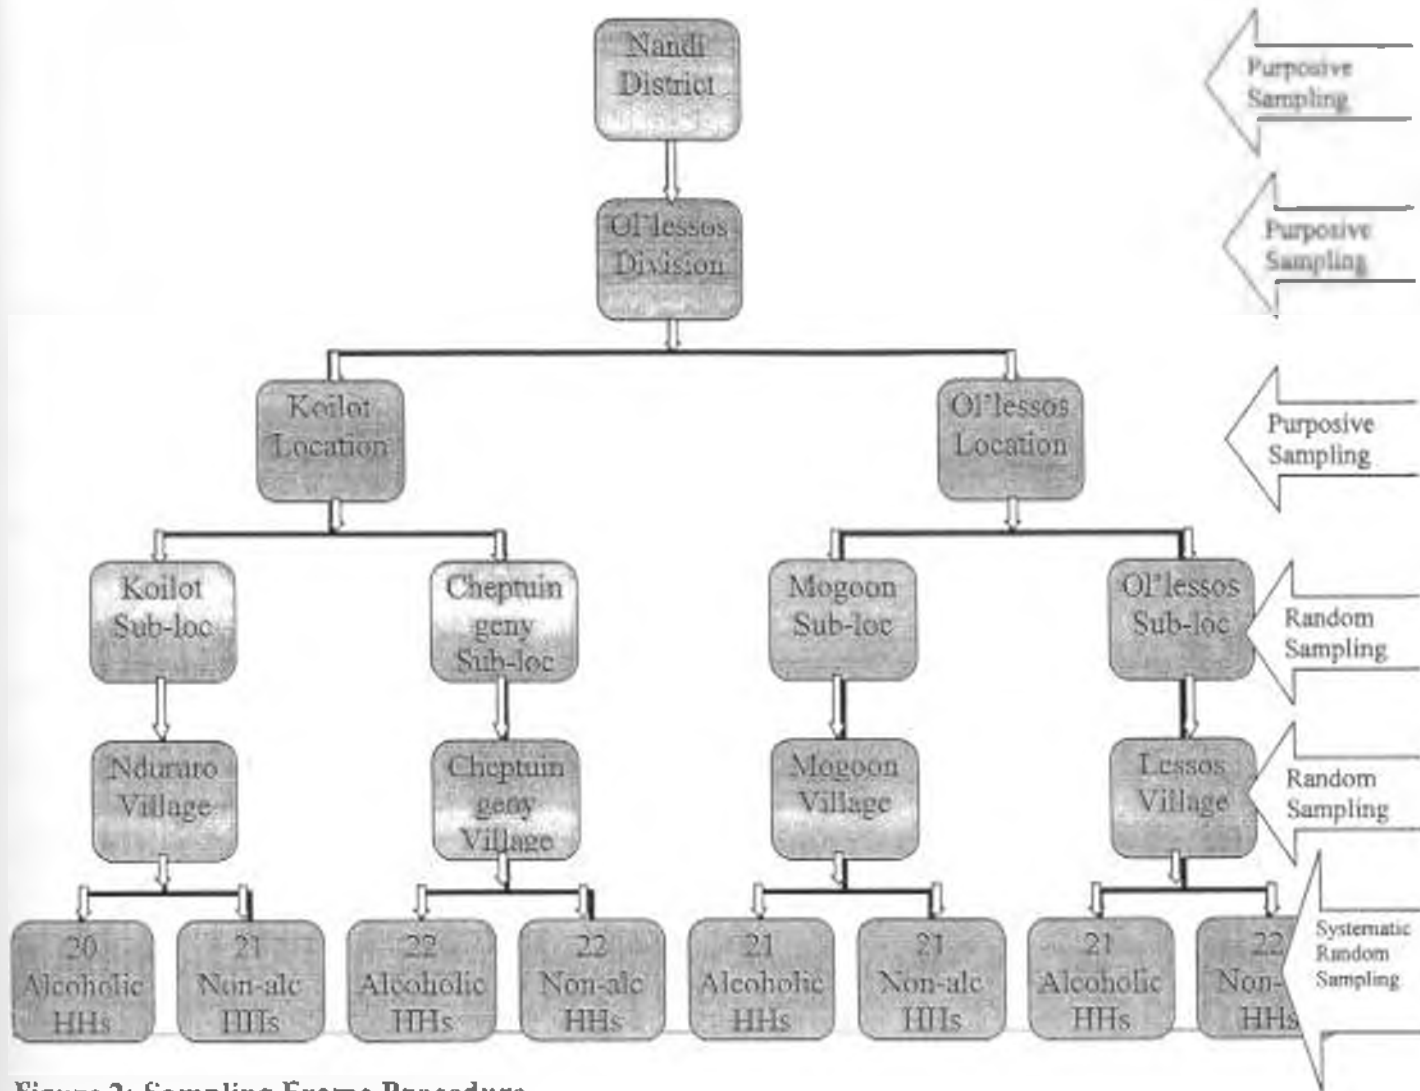 Nandi
District
Purposive
Sampling
Ol'lessos
Division
Purposive
Sampling
Koilot
Location
Ol'lessos
Location
Purposive
Sampling
Koilot
Sub-loc
Cheptuin
geny
Sub-loc
Mogoon
Sub-loc
Ol'lessos
Sub-loc
Random
Sampling
Ndururo
Village
Cheptuin
geny
Village
Mogoon
Village
Lessos
Village
Random
Sampling
20
Alcoholic
HHs
21
Non-alc
HHs
22
Alcoholic
HHs
22
Non-alc
HHs
21
Alcoholic
HHs
21
Non-alc
HHs
21
Alcoholic
HHs
22
Non-
HHs
Systematic
Random
Sampling
Figure 2: Sampling Frame Procedure